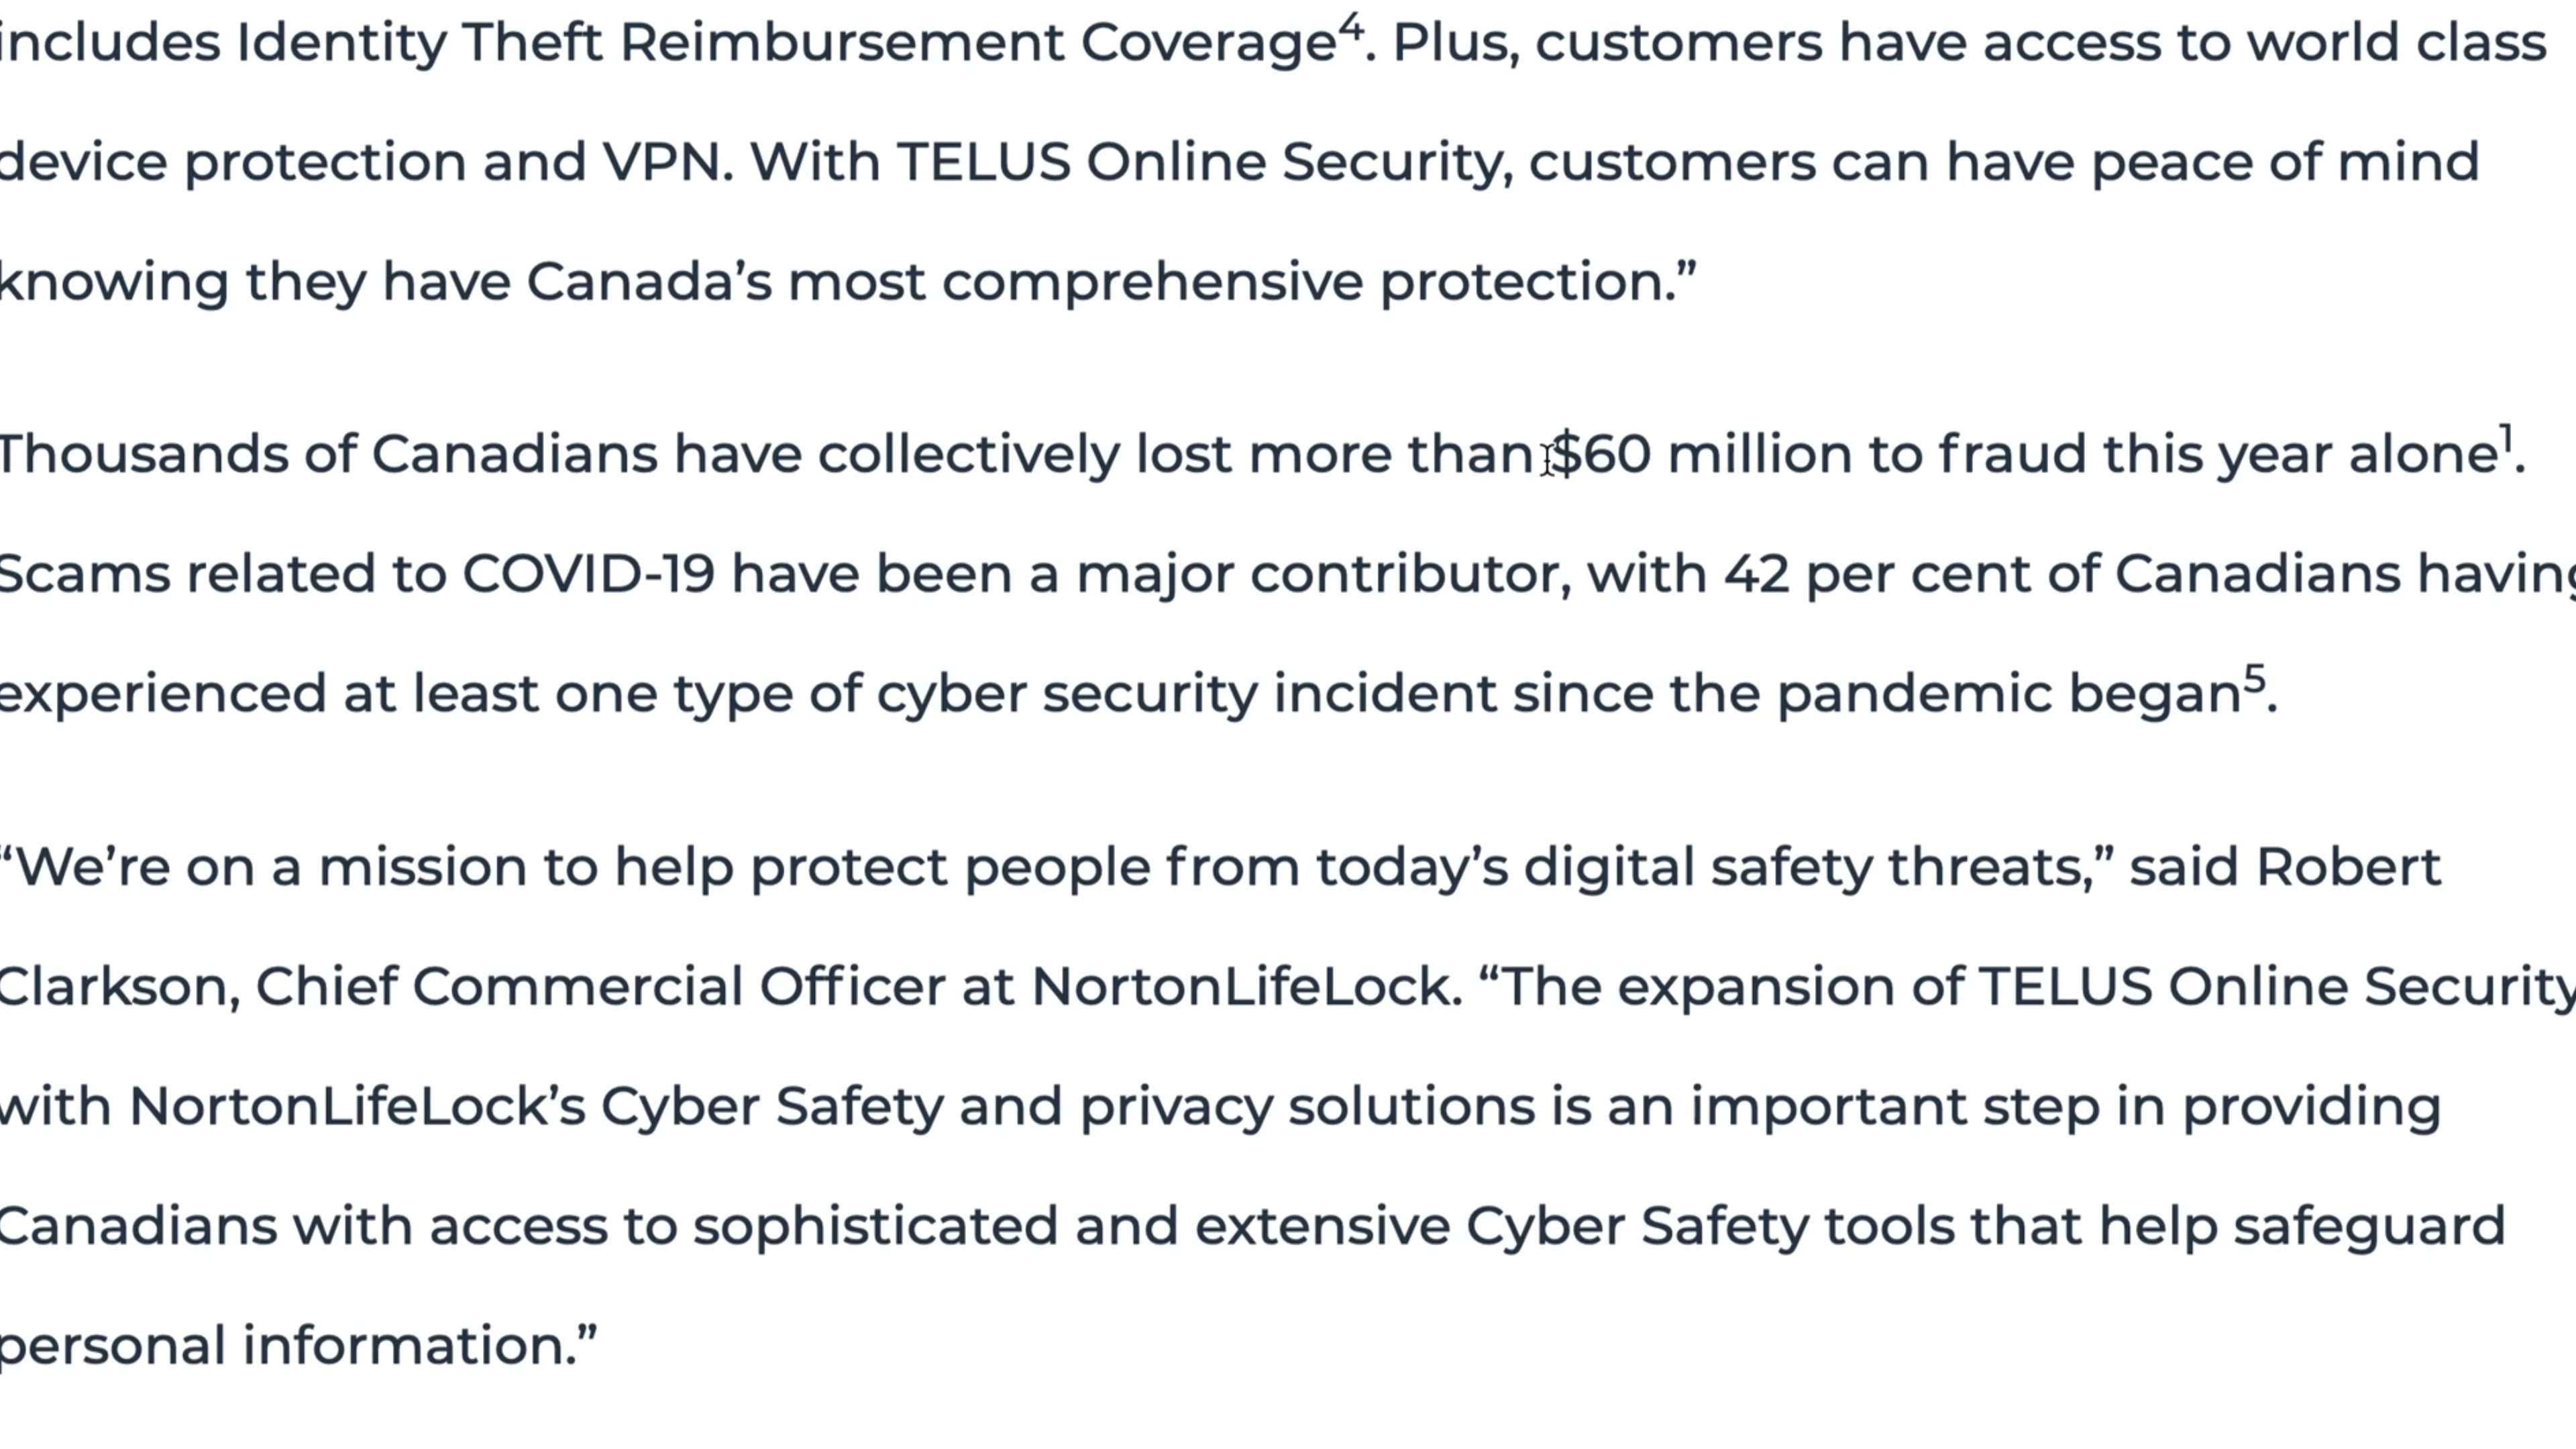 includes Identity Theft Reimbursement Coverage⁴. Plus, customers have access to world class
device protection and VPN. With TELUS Online Security, customers can have peace of mind
knowing they have Canada’s most comprehensive protection.”
Thousands of Canadians have collectively lost more than $60 million to fraud this year alone¹.
Scams related to COVID-19 have been a major contributor, with 42 per cent of Canadians having
experienced at least one type of cyber security incident since the pandemic began⁵.
“We’re on a mission to help protect people from today’s digital safety threats,” said Robert
Clarkson, Chief Commercial Officer at NortonLifeLock. “The expansion of TELUS Online Security
with NortonLifeLock’s Cyber Safety and privacy solutions is an important step in providing
Canadians with access to sophisticated and extensive Cyber Safety tools that help safeguard
personal information.”